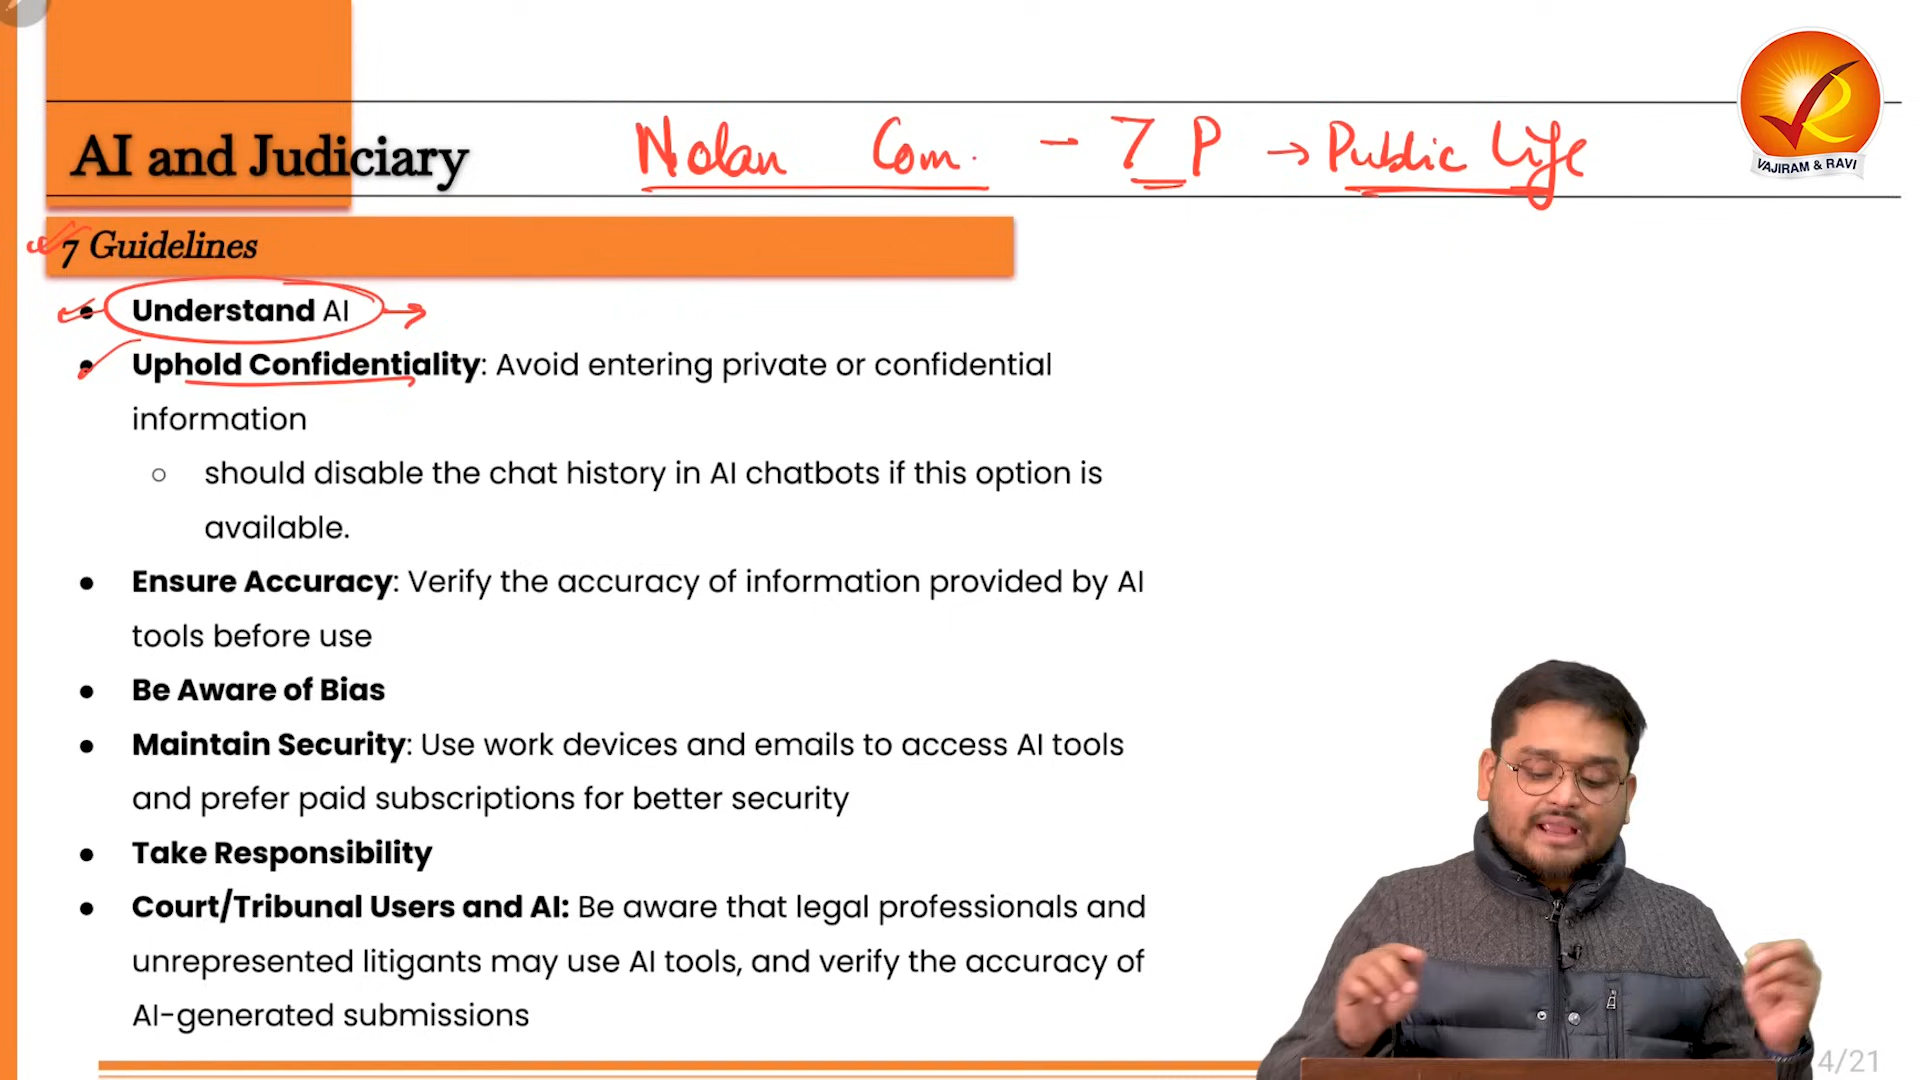 AI and Judiciary
Nolan Com. - 7 P → Public Life
VAJIRAM & RAVI
7 Guidelines
● Understand AI
● Uphold Confidentiality: Avoid entering private or confidential
information
○ should disable the chat history in AI chatbots if this option is
available.
● Ensure Accuracy: Verify the accuracy of information provided by AI
tools before use
● Be Aware of Bias
● Maintain Security: Use work devices and emails to access AI tools
and prefer paid subscriptions for better security
● Take Responsibility
● Court/Tribunal Users and AI: Be aware that legal professionals and
unrepresented litigants may use AI tools, and verify the accuracy of
AI-generated submissions
4/21